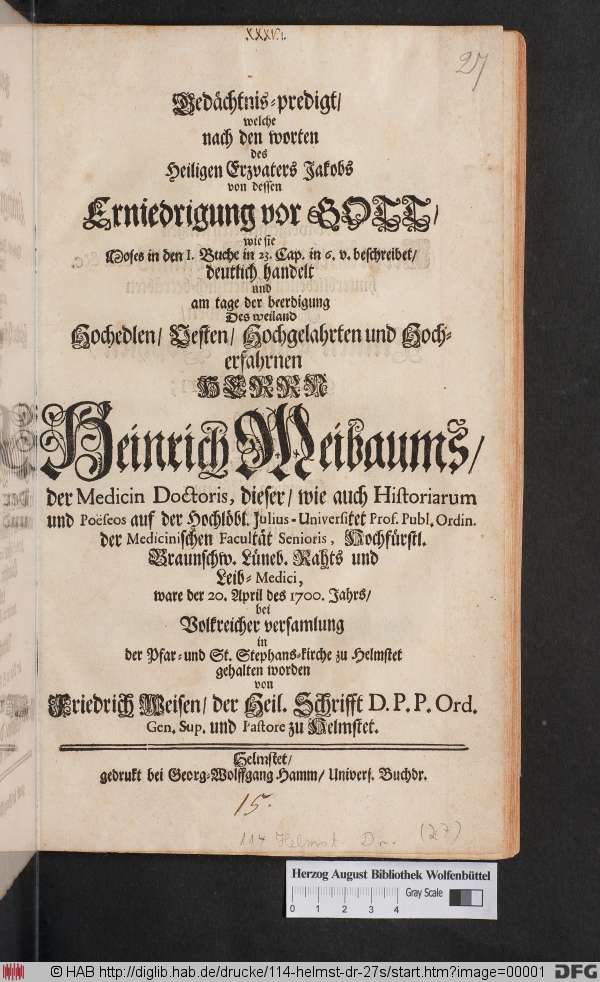 XXXVI.
27
Gedächtnis-predigt/
welche
nach den worten
des
Heiligen Erzvaters Jakobs
von dessen
Erniedrigung vor GOTT/
wie sie
Moses in den I. Buche in 23. Cap. in 6. v. beschreibet/
deutlich handelt
und
am tage der beerdigung
Des weiland
Hochedlen/ Vesten/ Hochgelahrten und Hoch-
erfahrnen
HERRN
Heinrich Meibaums/
der Medicin Doctoris, dieser/ wie auch Historiarum
und Poëseos auf der Hochlöbl. Julius-Universitet Prof. Publ. Ordin.
der Medicinischen Facultät Senioris, Hochfürstl.
Braunschw. Lüneb. Rahts und
Leib-Medici,
ware der 20. April des 1700. Jahrs/
bei
Volkreicher versamlung
in
der Pfar- und St. Stephans-kirche zu Helmstet
gehalten worden
von
Friedrich Weisen/ der Heil. Schrifft D. P. P. Ord.
Gen. Sup. und Pastore zu Helmstet.
Helmstet/
gedrukt bei Georg-Wolffgang Hamm/ Univers. Buchdr.
15.
114 Helmst Dr. (27)
Herzog August Bibliothek Wolfenbüttel
0 1 2 3 4 Gray Scale
© HAB http://diglib.hab.de/drucke/114-helmst-dr-27s/start.htm?image=00001 DFG